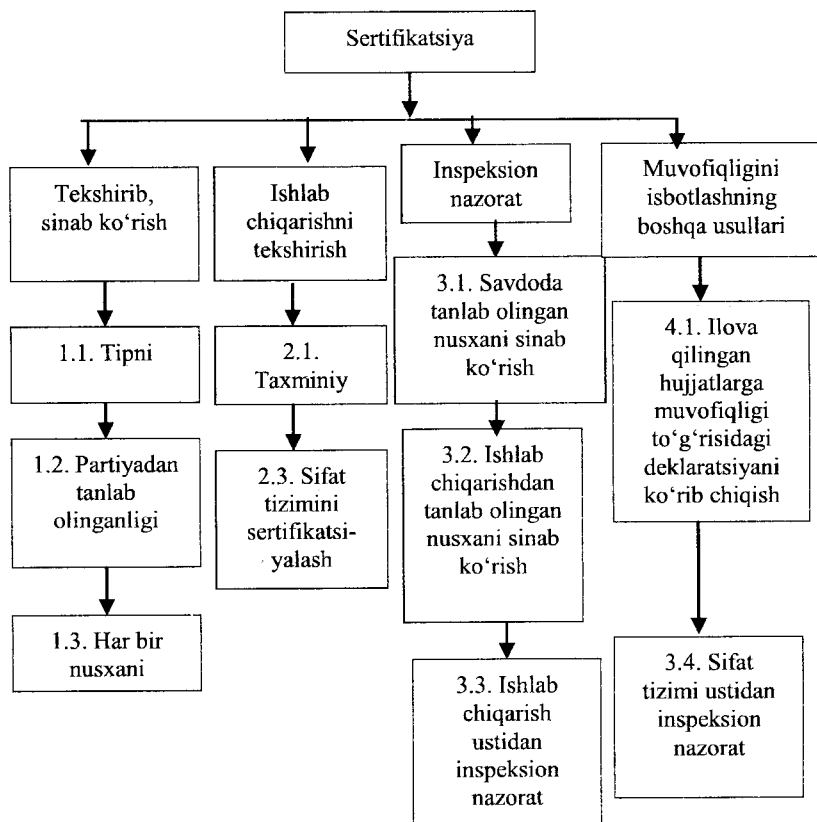 Sertifikatsiya
Tekshirib,
sinab ko‘rish
1.1. Tipni
1.2. Partiyadan
tanlab
olinganligi
1.3. Har bir
nusxani
Ishlab
chiqarishni
tekshirish
2.1.
Taxminiy
2.3. Sifat
tizimini
sertifikatsi-
yalash
Inspeksion
nazorat
3.1. Savdoda
tanlab olingan
nusxani sinab
ko‘rish
3.2. Ishlab
chiqarishdan
tanlab olingan
nusxani sinab
ko‘rish
3.3. Ishlab
chiqarish
ustidan
inspeksion
nazorat
Muvofiqligini
isbotlashning
boshqa usullari
4.1. Ilova
qilingan
hujjatlarga
muvofiqligi
to‘g‘risidagi
deklaratsiyani
ko‘rib chiqish
3.4. Sifat
tizimi ustidan
inspeksion
nazorat